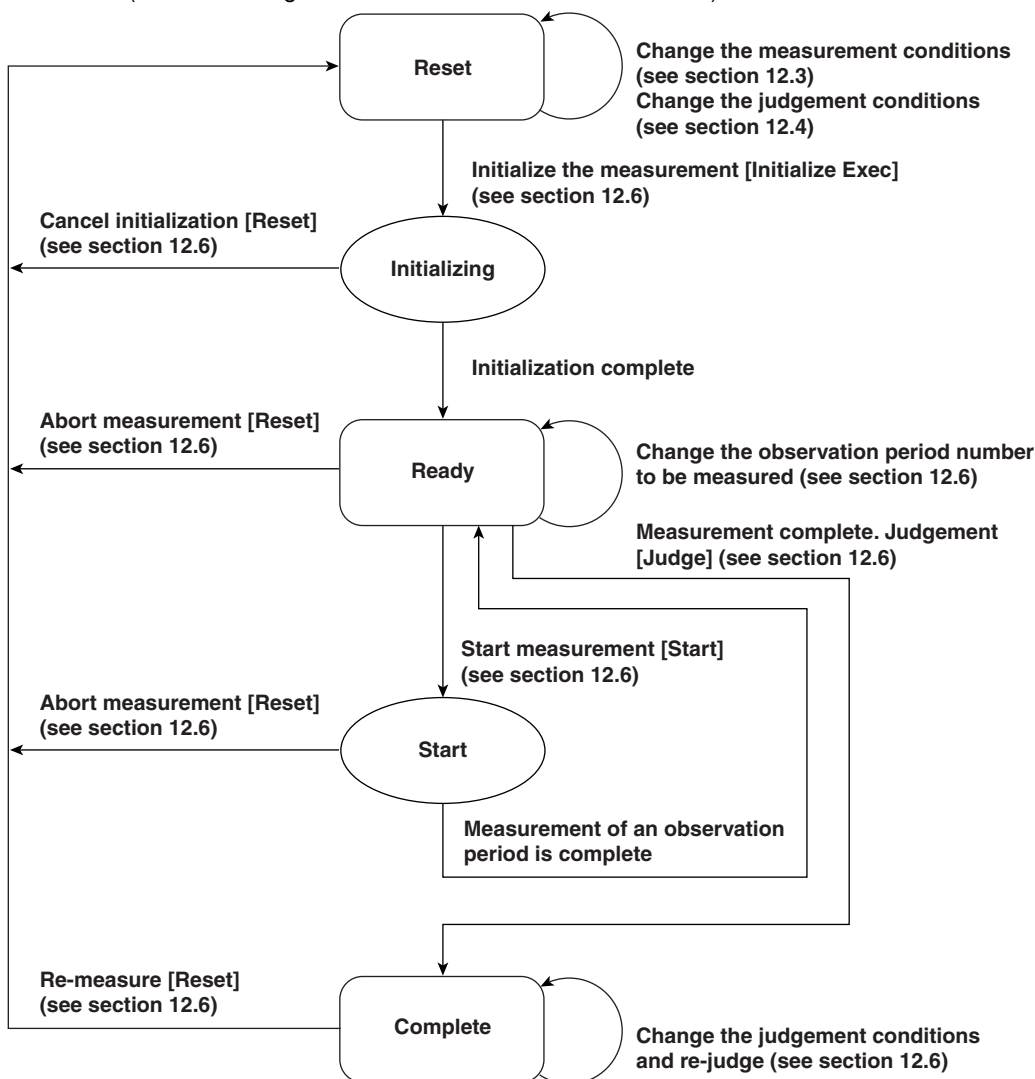 Reset
Change the measurement conditions
(see section 12.3)
Change the judgement conditions
(see section 12.4)
Initialize the measurement [Initialize Exec]
(see section 12.6)
Cancel initialization [Reset]
(see section 12.6)
Initializing
Initialization complete
Abort measurement [Reset]
(see section 12.6)
Ready
Change the observation period number
to be measured (see section 12.6)
Measurement complete. Judgement
[Judge] (see section 12.6)
Start measurement [Start]
(see section 12.6)
Abort measurement [Reset]
(see section 12.6)
Start
Measurement of an observation
period is complete
Re-measure [Reset]
(see section 12.6)
Complete
Change the judgement conditions
and re-judge (see section 12.6)